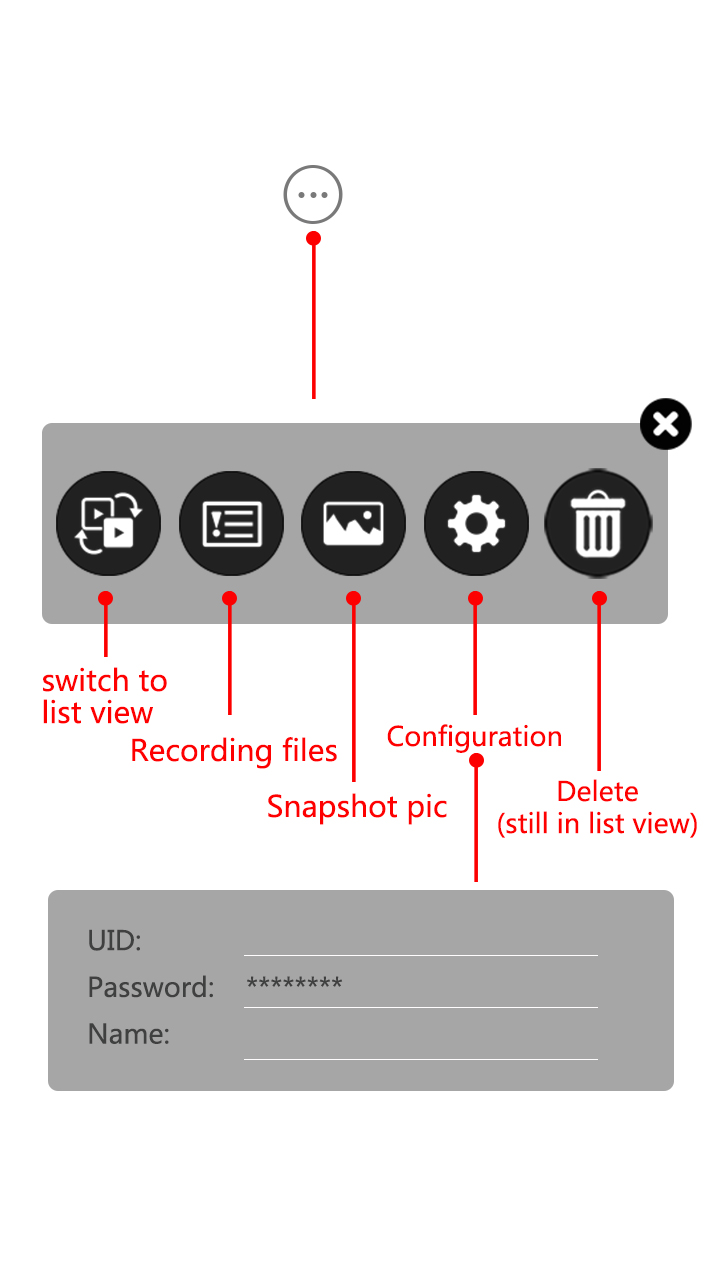 switch to
list view
Recording files
Configuration
Snapshot pic
Delete
(still in list view)
UID:
Password: ********
Name: